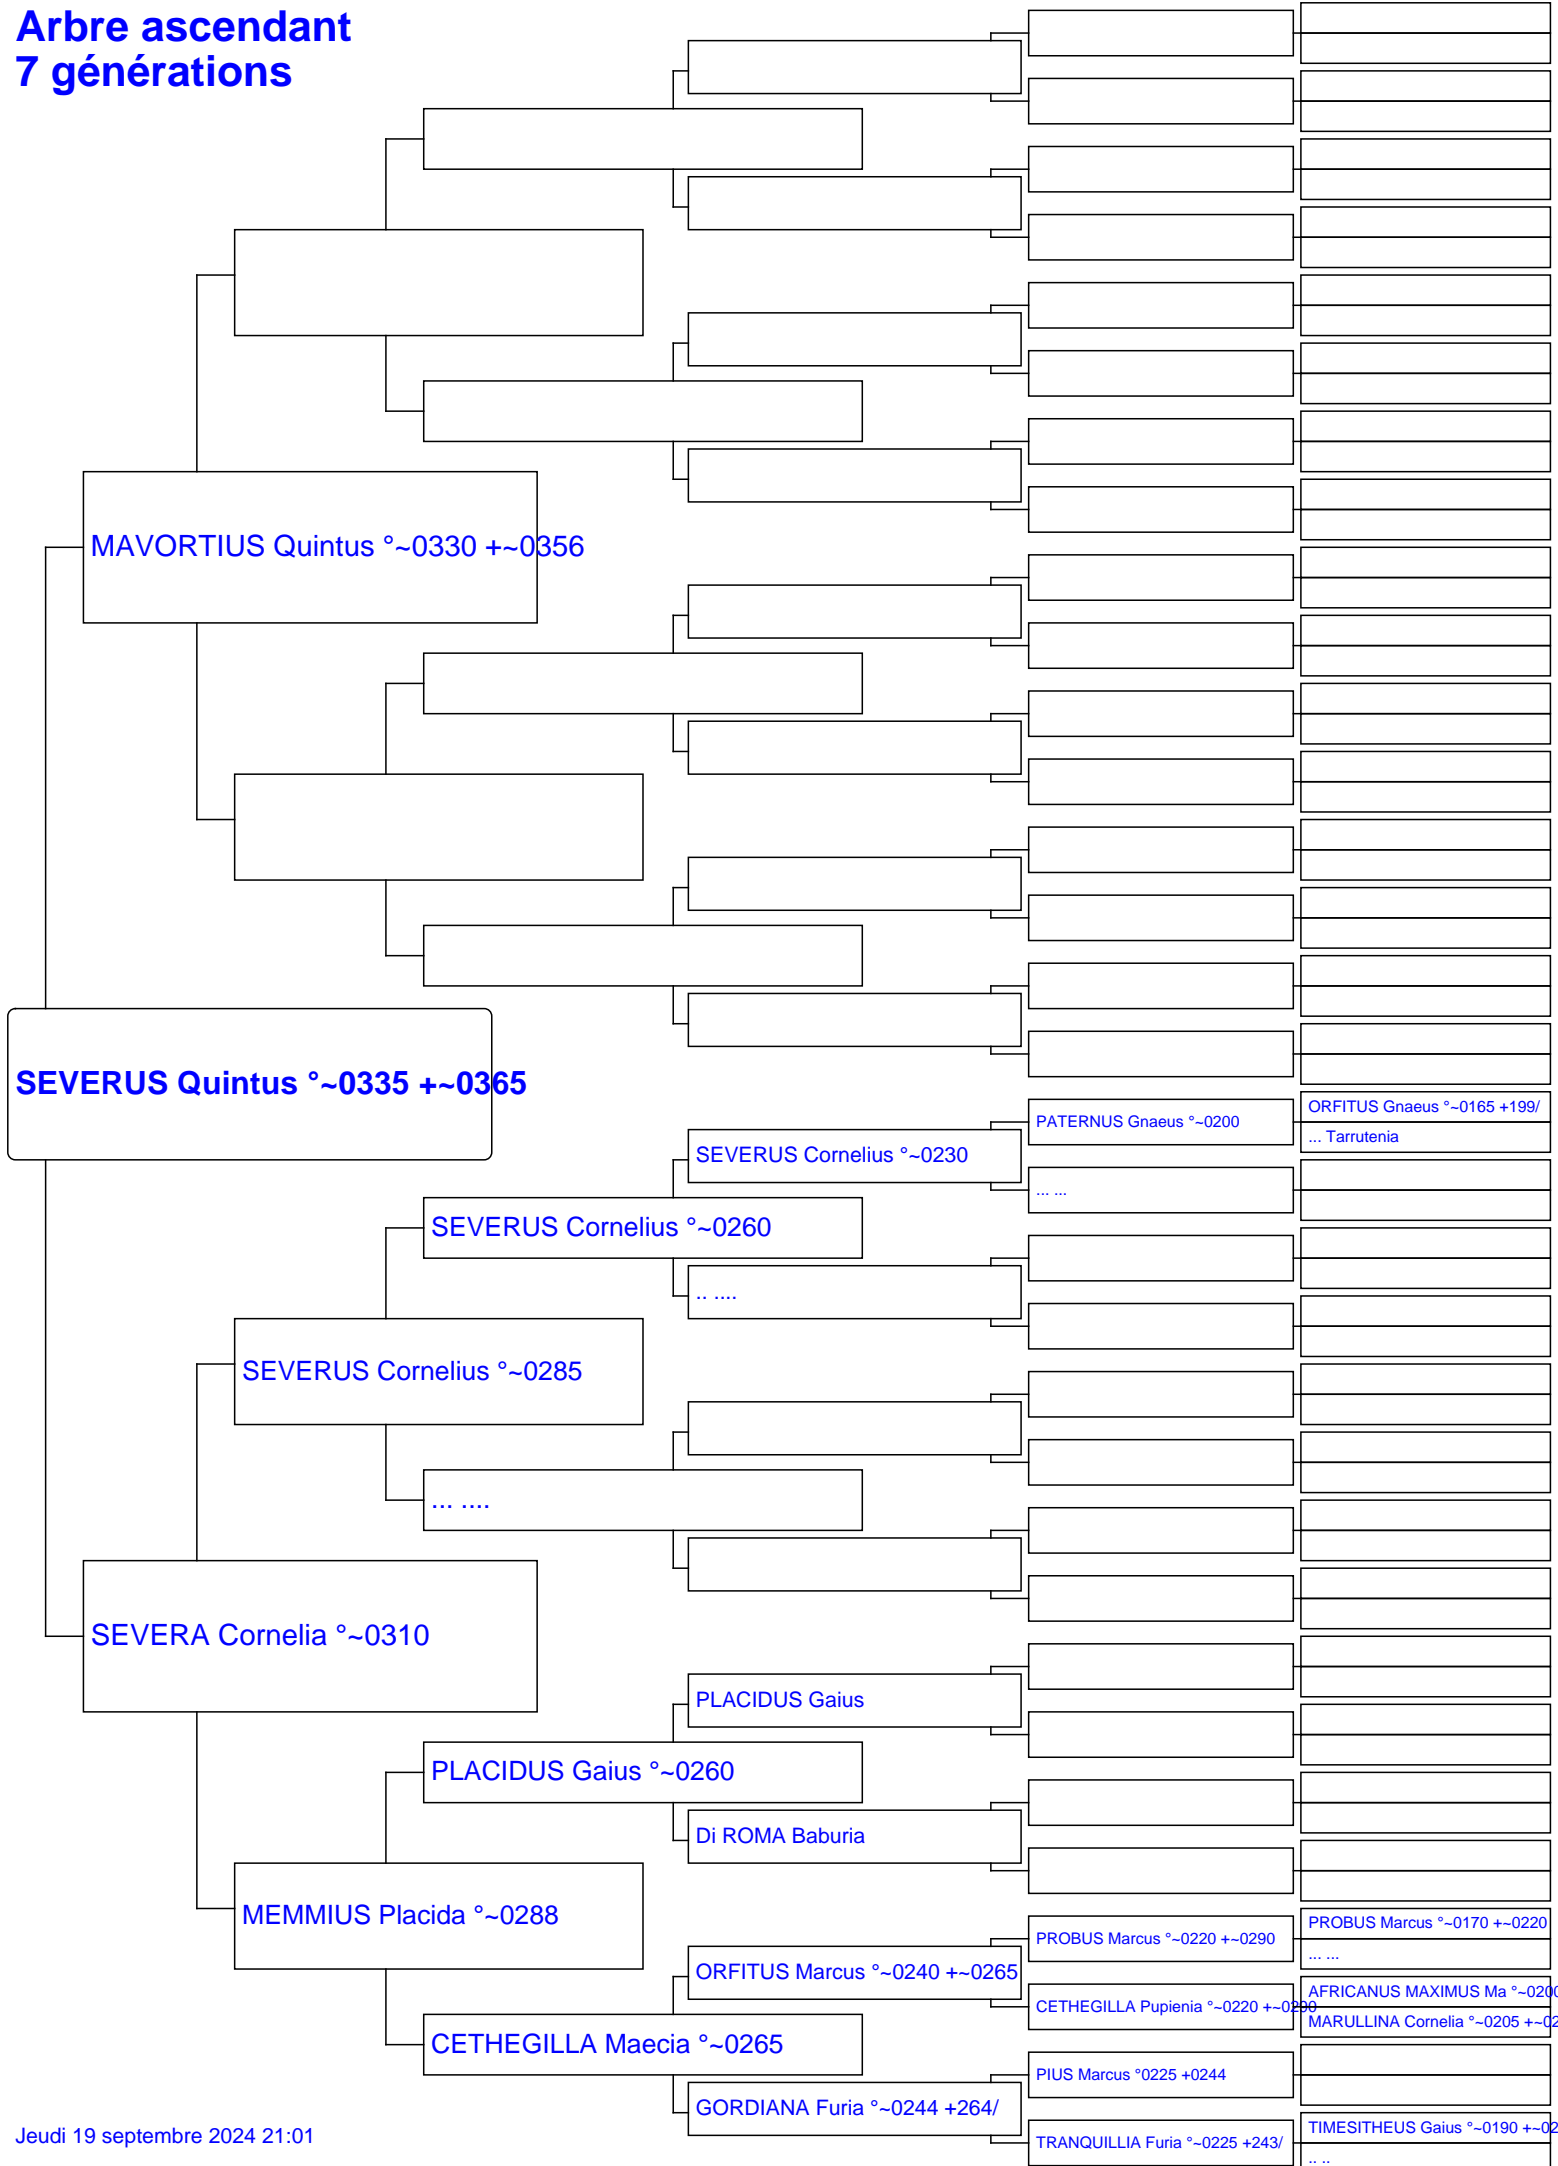 Arbre ascendant
7 générations
MAVORTIUS Quintus °~0330 +~0356
SEVERUS Quintus °~0335 +~0365
PATERNUS Gnaeus °~0200
ORFITUS Gnaeus °~0165 +199/
... Tarrutenia
SEVERUS Cornelius °~0230
... ...
SEVERUS Cornelius °~0260
.. ....
SEVERUS Cornelius °~0285
... ....
SEVERA Cornelia °~0310
PLACIDUS Gaius
PLACIDUS Gaius °~0260
Di ROMA Baburia
MEMMIUS Placida °~0288
PROBUS Marcus °~0170 +~0220
PROBUS Marcus °~0220 +~0290
... ...
ORFITUS Marcus °~0240 +~0265
AFRICANUS MAXIMUS Ma °~0200
CETHEGILLA Pupienia °~0220 +~0290
MARULLINA Cornelia °~0205 +~02
CETHEGILLA Maecia °~0265
PIUS Marcus °0225 +0244
GORDIANA Furia °~0244 +264/
TIMESITHEUS Gaius °~0190 +~02
TRANQUILLIA Furia °~0225 +243/
.. ..
Jeudi 19 septembre 2024 21:01